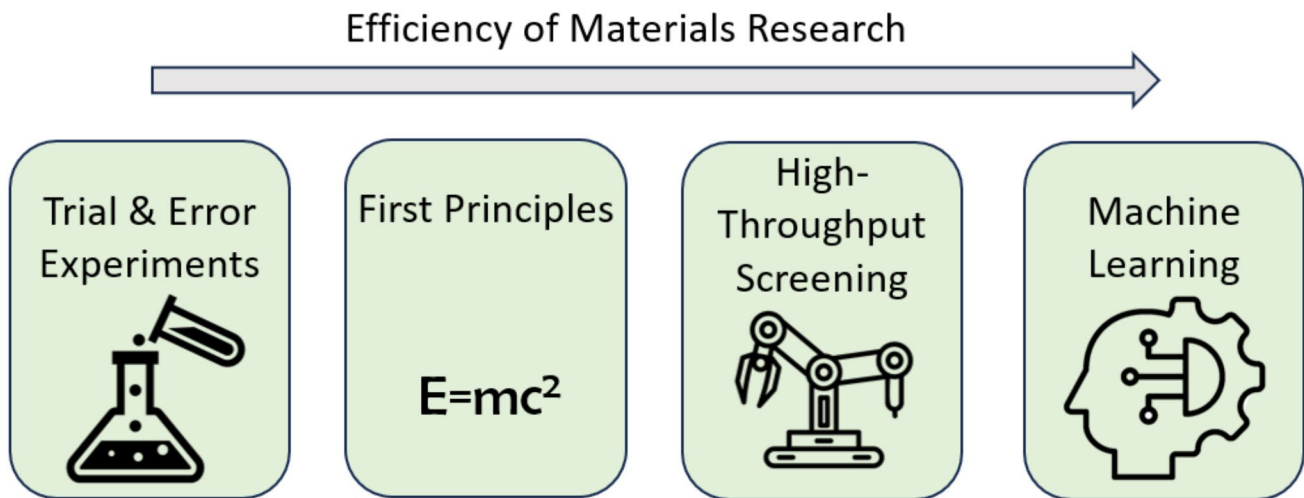 Efficiency of Materials Research
Trial & Error
Experiments
First Principles
E=mc²
High-
Throughput
Screening
Machine
Learning